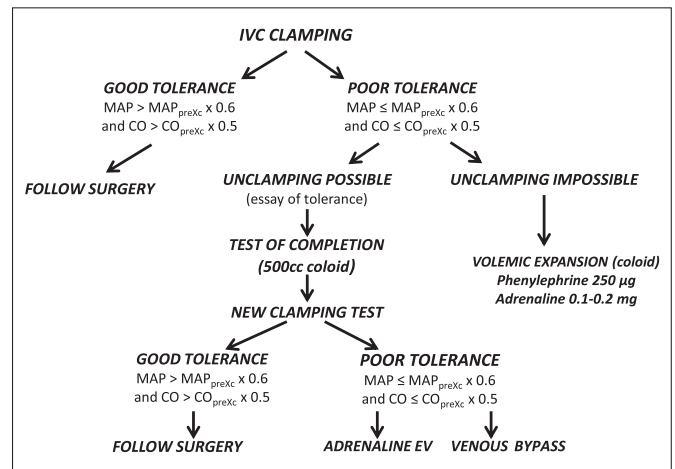 IVC CLAMPING
GOOD TOLERANCE
MAP > MAPpreXc x 0.6
and CO > COpreXc x 0.5
POOR TOLERANCE
MAP ≤ MAPpreXc x 0.6
and CO ≤ COpreXc x 0.5
FOLLOW SURGERY
UNCLAMPING POSSIBLE
(essay of tolerance)
UNCLAMPING IMPOSSIBLE
TEST OF COMPLETION
(500cc coloid)
VOLEMIC EXPANSION (coloid)
Phenylephrine 250 µg
Adrenaline 0.1-0.2 mg
NEW CLAMPING TEST
GOOD TOLERANCE
MAP > MAPpreXc x 0.6
and CO > COpreXc x 0.5
POOR TOLERANCE
MAP ≤ MAPpreXc x 0.6
and CO ≤ COpreXc x 0.5
FOLLOW SURGERY
ADRENALINE EV
VENOUS BYPASS